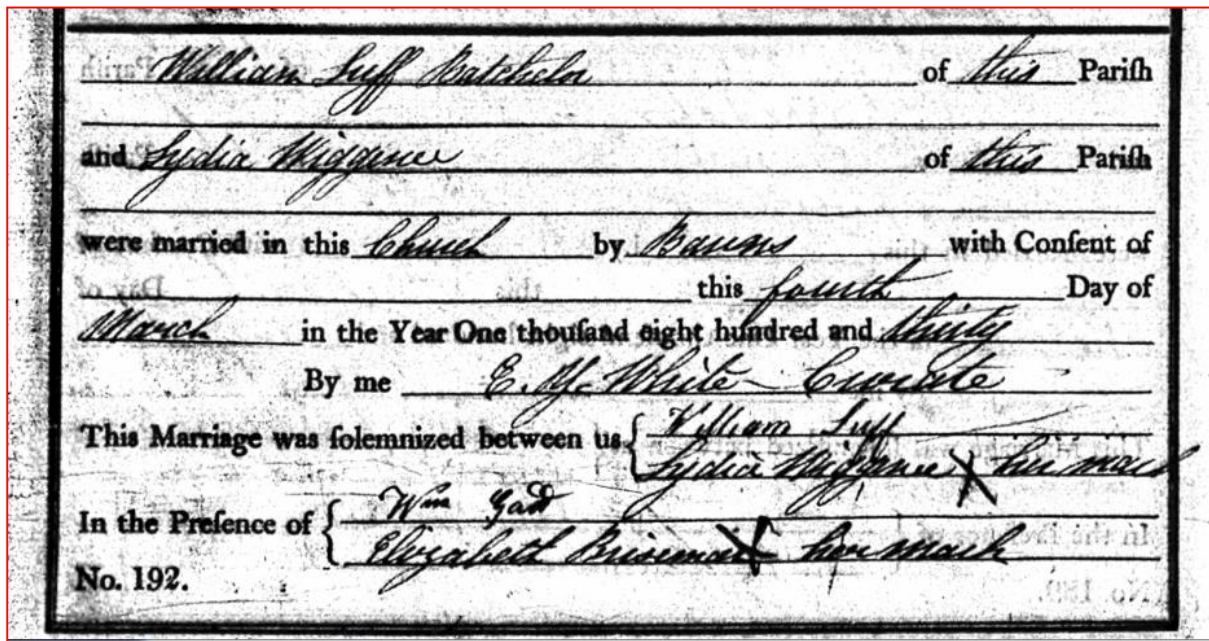 William Luff Batchelor of this Pariſh
and Lydia Wiggence of this Pariſh
were married in this Church by Banns with Conſent of
this fourth Day of
March in the Year One thouſand eight hundred and thirty
By me E. Y. White Curate
This Marriage was ſolemnized between us { William Luff
Lydia Wiggence X her mark
In the Preſence of { Wm
Elizabeth X her mark
No. 192.